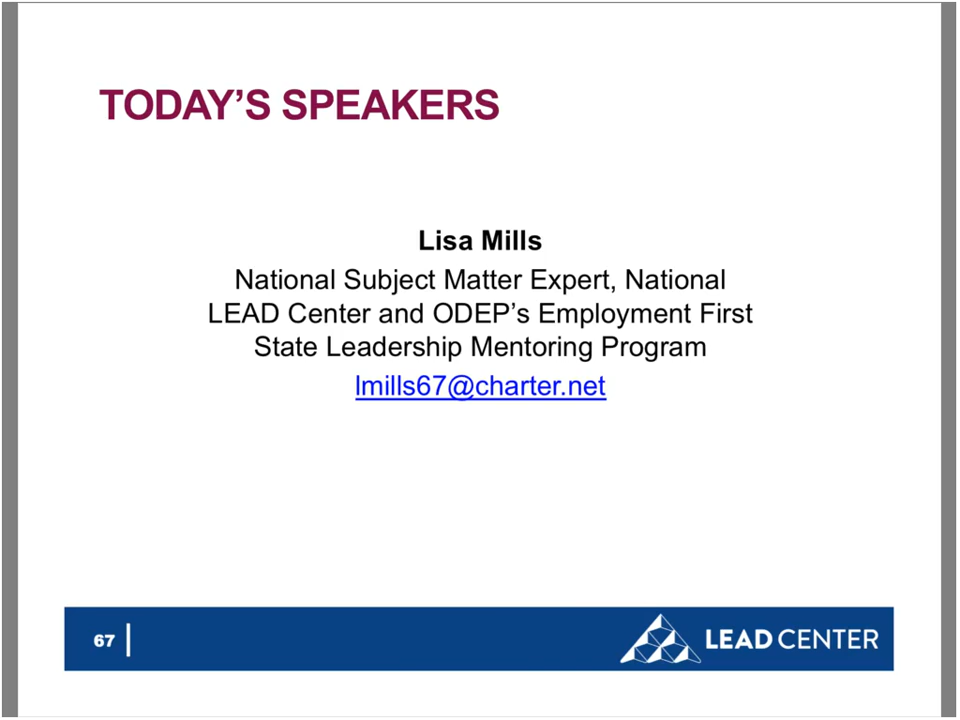 TODAY’S SPEAKERS
Lisa Mills
National Subject Matter Expert, National
LEAD Center and ODEP’s Employment First
State Leadership Mentoring Program
lmills67@charter.net
67
LEAD CENTER